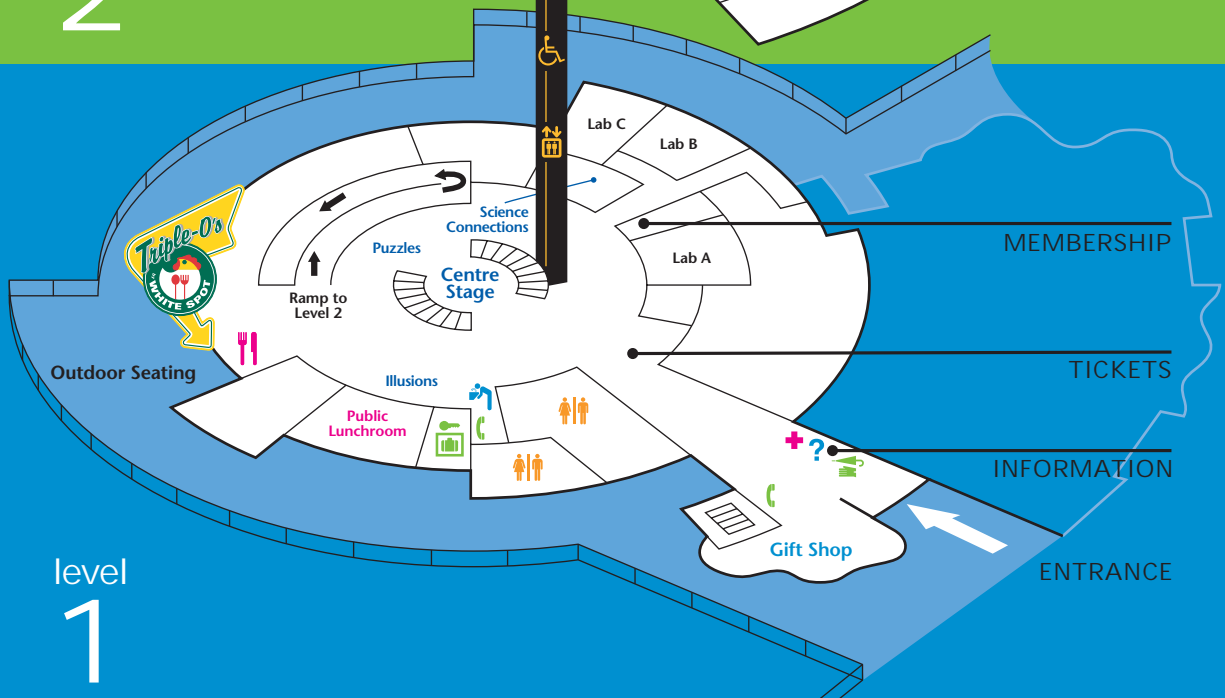 2
Lab C
Lab B
Science
Connections
MEMBERSHIP
Triple-O's
Puzzles
Lab A
WHITE SPOT
Centre
Stage
Ramp to
Level 2
TICKETS
Outdoor Seating
Illusions
Public
Lunchroom
?
INFORMATION
Gift Shop
ENTRANCE
level
1